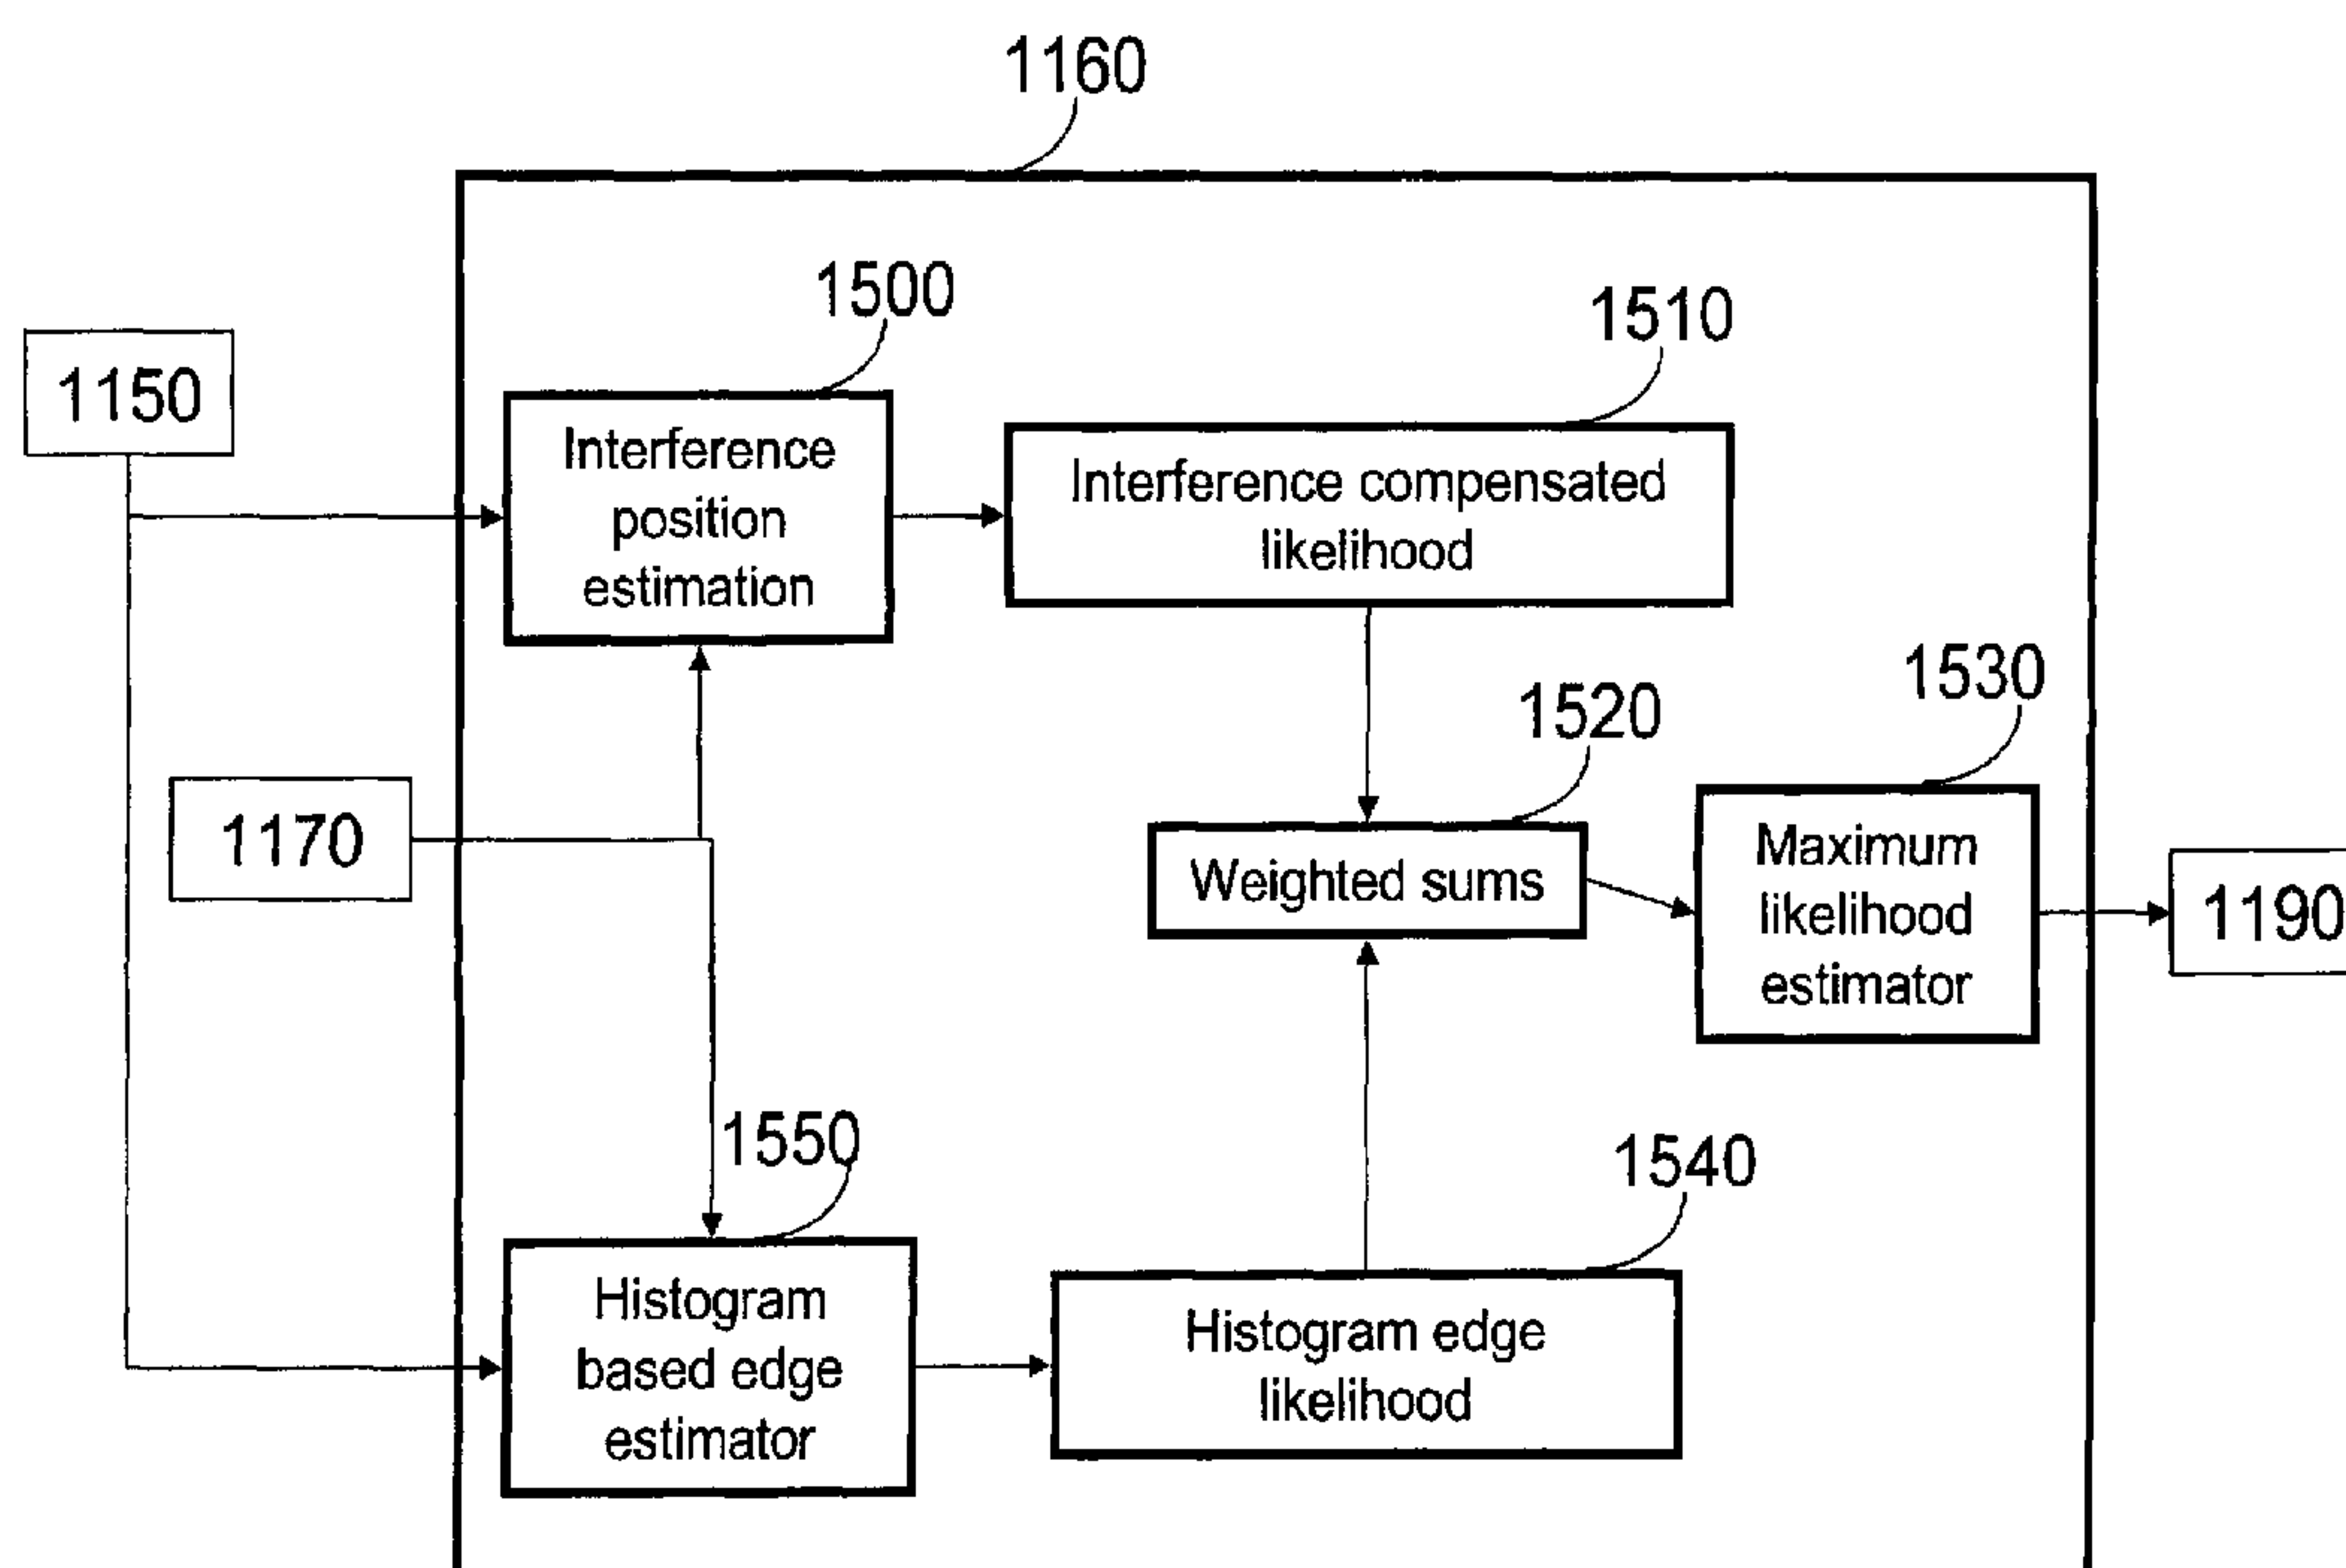 1160
1500
1510
1150
Interference
position
estimation
Interference compensated
likelihood
1520
1530
1170
Weighted sums
Maximum
likelihood
estimator
1190
1550
1540
Histogram
based edge
estimator
Histogram edge
likelihood